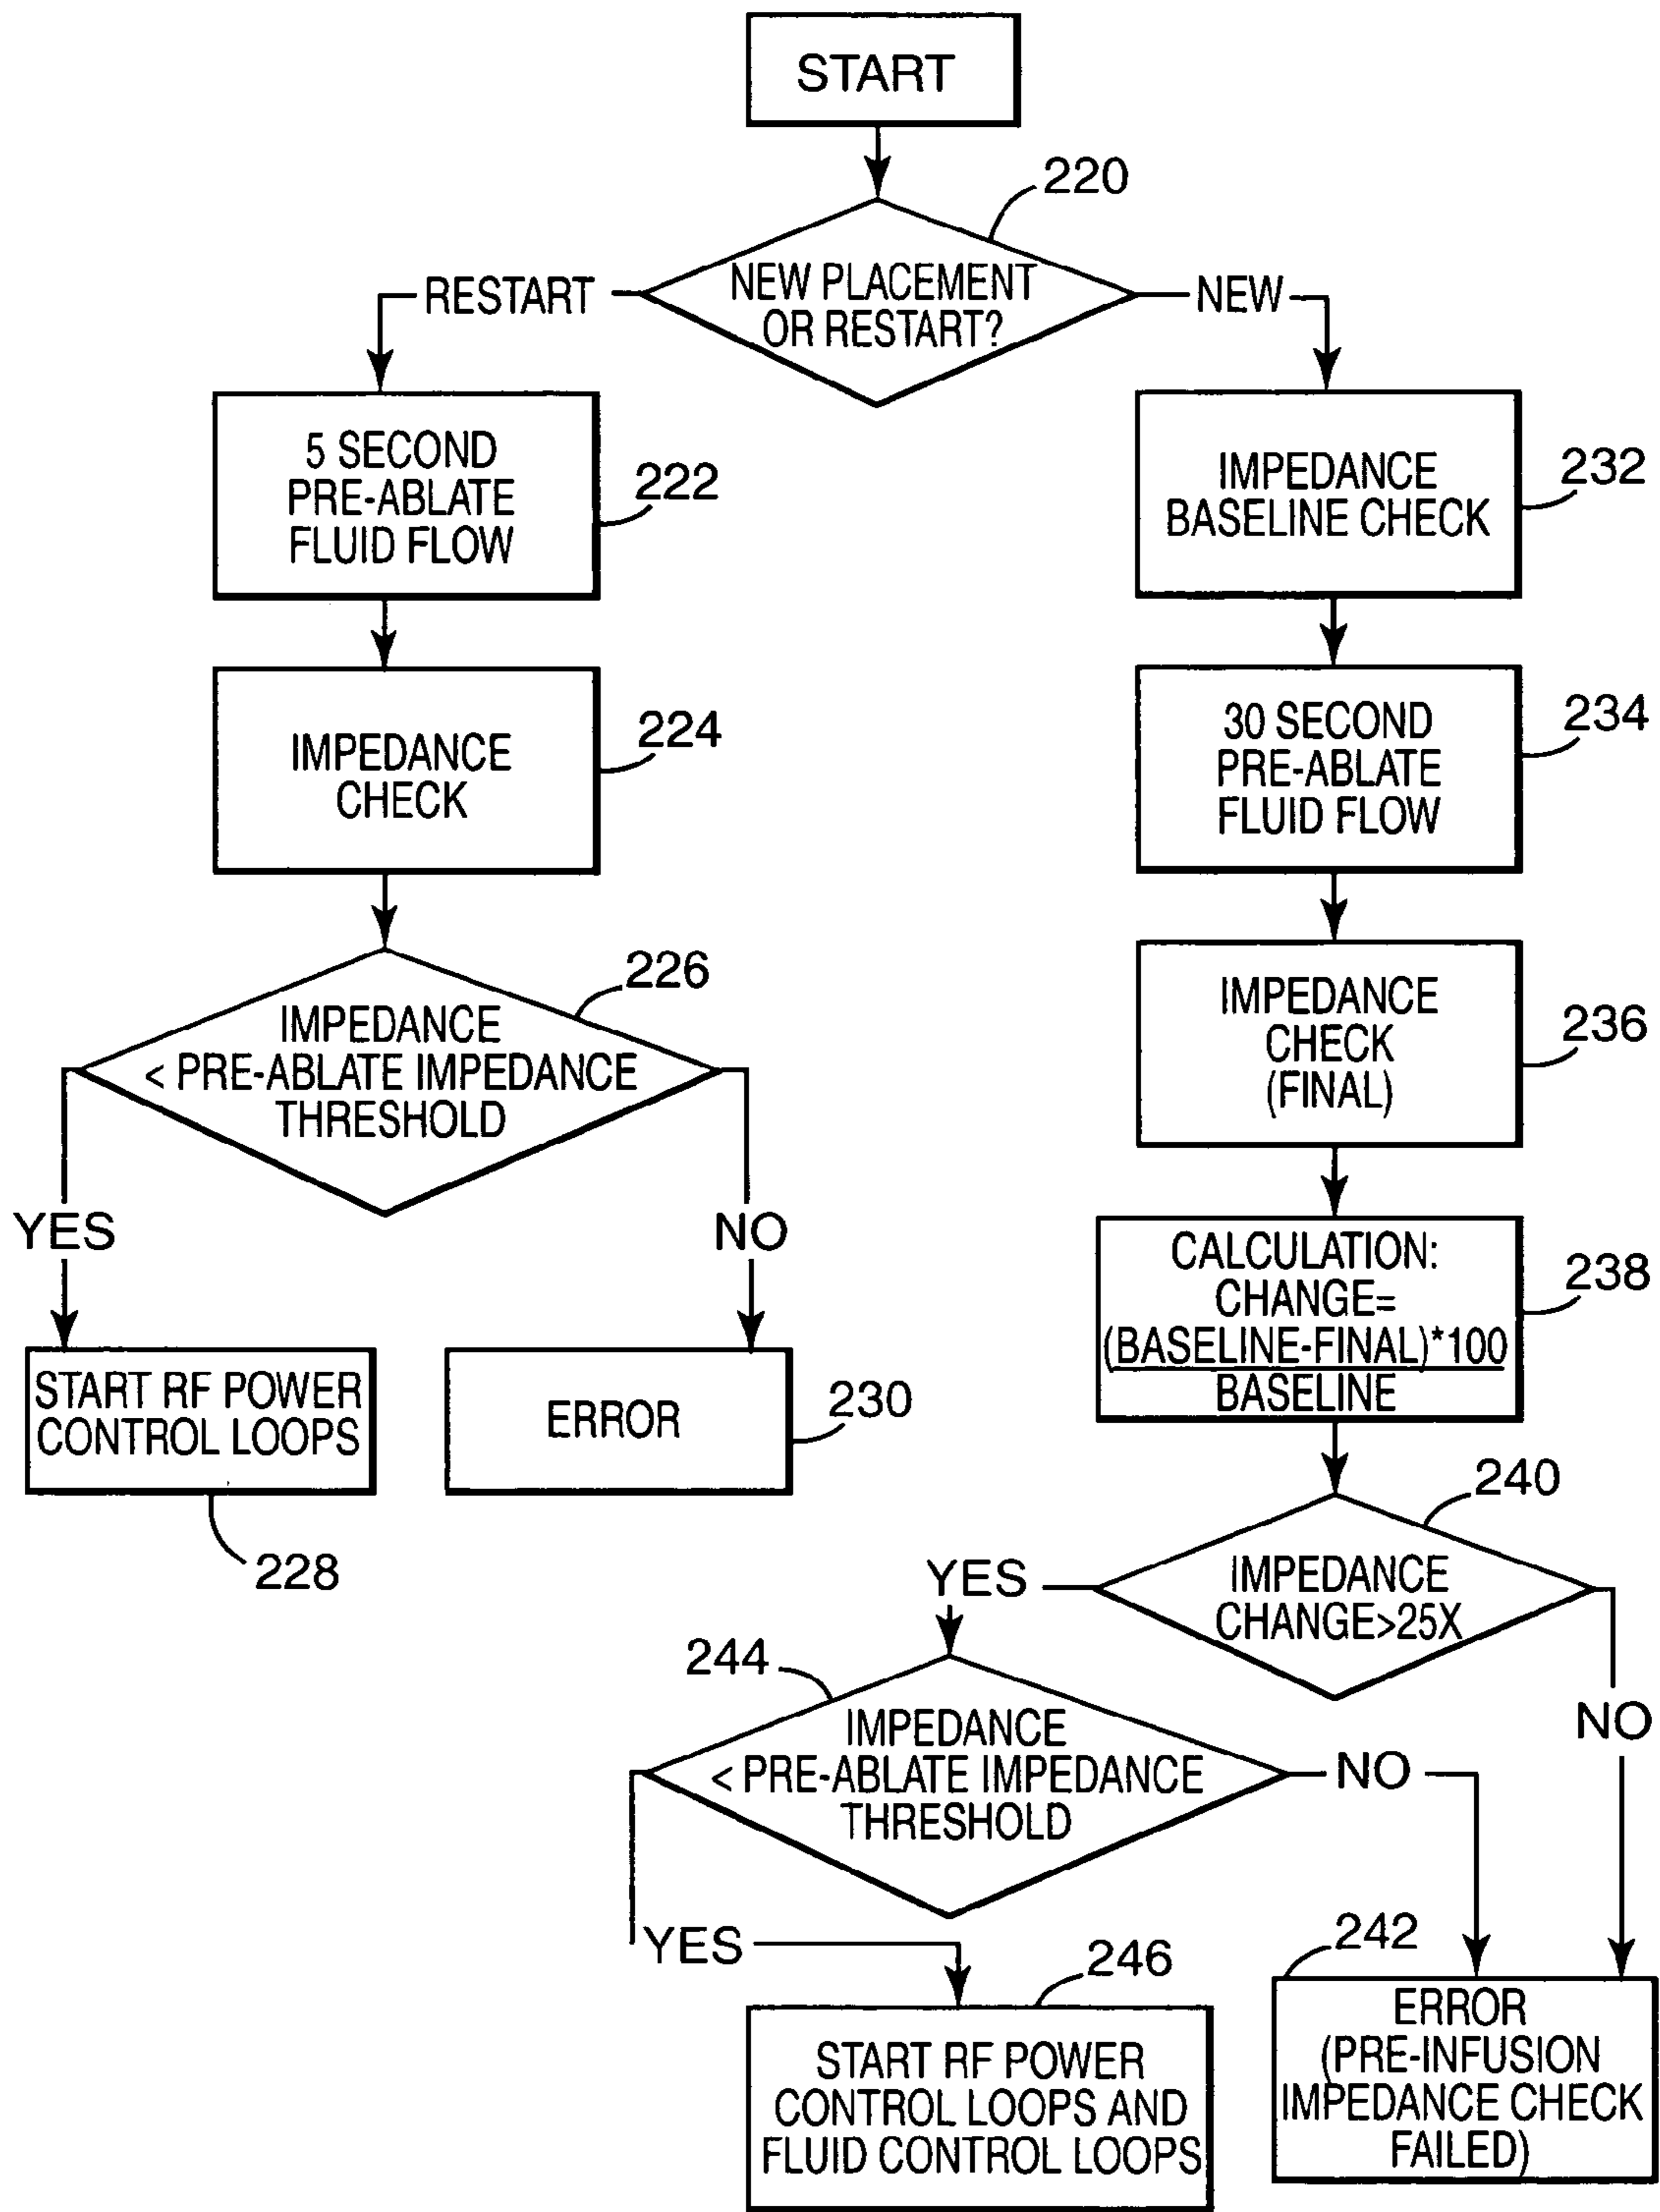 START
220
NEW PLACEMENT
OR RESTART?
RESTART
NEW
5 SECOND
PRE-ABLATE
FLUID FLOW
222
IMPEDANCE
BASELINE CHECK
232
IMPEDANCE
CHECK
224
30 SECOND
PRE-ABLATE
FLUID FLOW
234
226
IMPEDANCE
< PRE-ABLATE IMPEDANCE
THRESHOLD
YES
NO
IMPEDANCE
CHECK
(FINAL)
236
START RF POWER
CONTROL LOOPS
228
ERROR
230
CALCULATION:
CHANGE=
(BASELINE-FINAL)*100
BASELINE
238
240
IMPEDANCE
CHANGE>25X
YES
NO
244
IMPEDANCE
< PRE-ABLATE IMPEDANCE
THRESHOLD
NO
YES
246
START RF POWER
CONTROL LOOPS AND
FLUID CONTROL LOOPS
242
ERROR
(PRE-INFUSION
IMPEDANCE CHECK
FAILED)